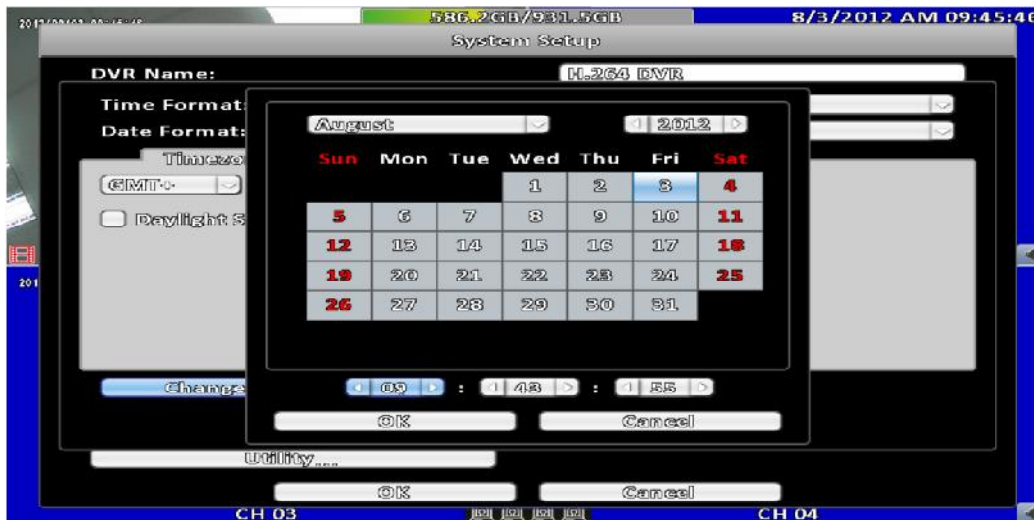 586.2GB/931.5GB
8/3/2012 AM 09:45:46
System Setup
DVR Name:
H.264 DVR
Time Format:
Date Format:
August
2012
Sun Mon Tue Wed Thu Fri Sat
1 2 3 4
5 6 7 8 9 10 11
12 13 14 15 16 17 18
19 20 21 22 23 24 25
26 27 28 29 30 31
GMT+
Daylight S
Change
09 : 43 : 55
OK Cancel
Utility...
OK Cancel
CH 03
CH 04